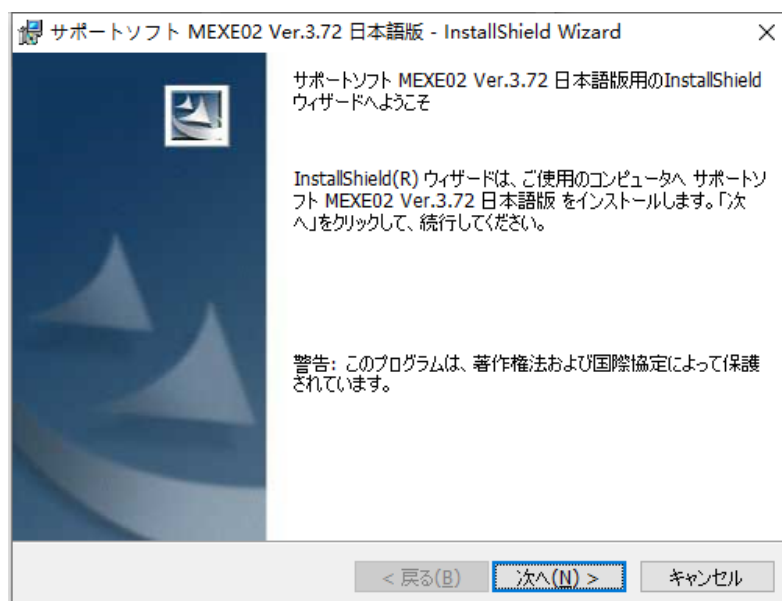 サポートソフト MEXE02 Ver.3.72 日本語版 - InstallShield Wizard
サポートソフト MEXE02 Ver.3.72 日本語版用のInstallShield
ウィザードへようこそ
InstallShield(R) ウィザードは、ご使用のコンピュータへ サポートソ
フト MEXE02 Ver.3.72 日本語版 をインストールします。「次
へ」をクリックして、続行してください。
警告: このプログラムは、著作権法および国際協定によって保護
されています。
< 戻る(B)
次へ(N) >
キャンセル